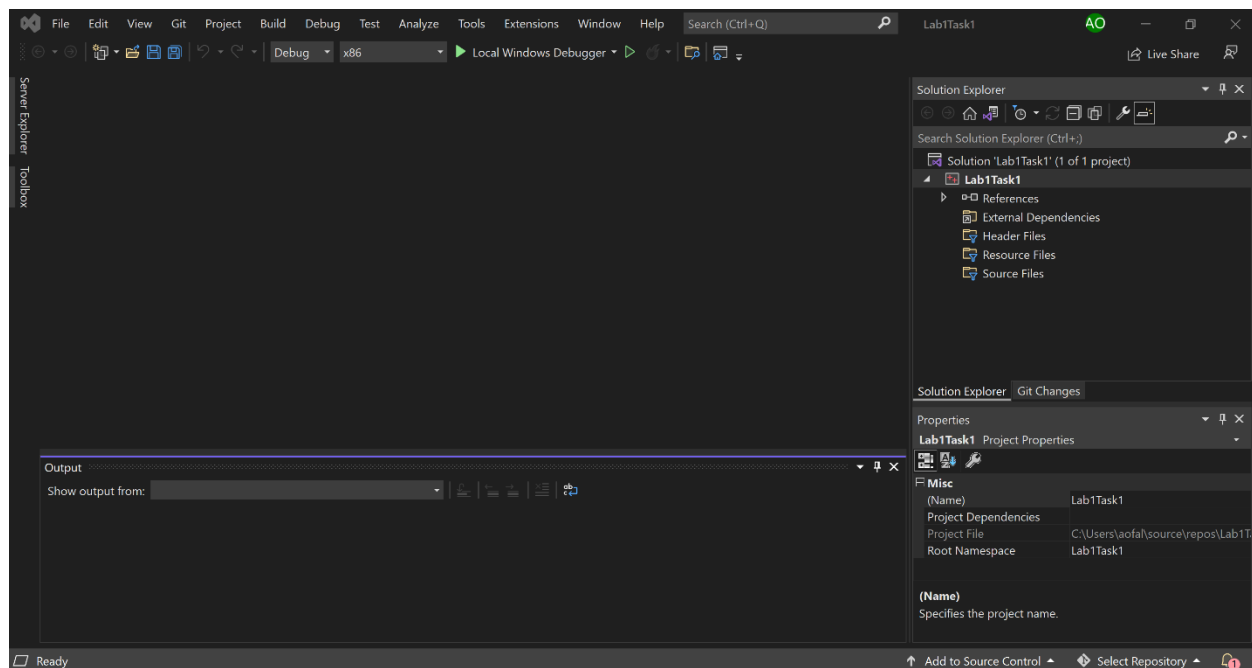 File Edit View Git Project Build Debug Test Analyze Tools Extensions Window Help Search (Ctrl+Q) Lab1Task1 AO
Debug x86 Local Windows Debugger Live Share
Server Explorer
Toolbox
Solution Explorer
Search Solution Explorer (Ctrl+;)
Solution 'Lab1Task1' (1 of 1 project)
Lab1Task1
References
External Dependencies
Header Files
Resource Files
Source Files
Solution Explorer Git Changes
Properties
Lab1Task1 Project Properties
Misc
(Name) Lab1Task1
Project Dependencies
Project File C:\Users\aofal\source\repos\Lab1T
Root Namespace Lab1Task1
(Name)
Specifies the project name.
Output
Show output from:
Ready Add to Source Control Select Repository 1